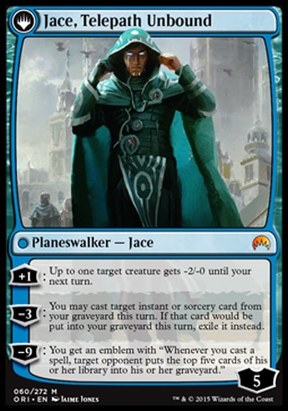 Jace, Telepath Unbound
Planeswalker — Jace
+1: Up to one target creature gets -2/-0 until your
next turn.
-3: You may cast target instant or sorcery card from
your graveyard this turn. If that card would be
put into your graveyard this turn, exile it instead.
-9: You get an emblem with "Whenever you cast a
spell, target opponent puts the top five cards of
his or her library into his or her graveyard."
5
060/272 M
ORI • EN Jaime Jones
™ & © 2015 Wizards of the Coast